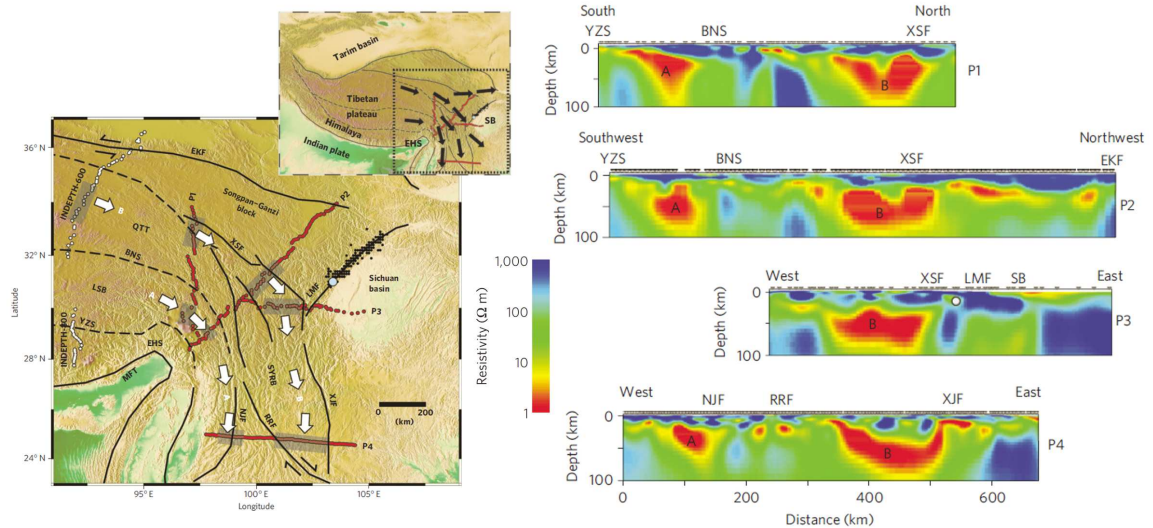 Tarim basin
Tibetan
plateau
Himalaya
Indian plate
EHS
SB
36° N
32° N
28° N
24° N
Latitude
95° E
100° E
105° E
Longitude
EKF
INDEPTH-600
B
QTT
P1
Songpan–Ganzi
block
P2
XSF
BNS
LSB
A
YZS
INDEPTH-100
LMF
Sichuan
basin
P3
EHS
MFT
A
NJF
SYRB
RRF
B
XJF
0 200
(km)
P4
Resistivity (Ω m)
1,000
100
10
1
South North
YZS BNS XSF
Depth (km)
0
100
A B
P1
Southwest Northwest
YZS BNS XSF EKF
Depth (km)
0
100
A B
P2
West XSF LMF SB East
Depth (km)
0
100
B
P3
West NJF RRF XJF East
Depth (km)
0
100
A B
P4
0 200 400 600
Distance (km)